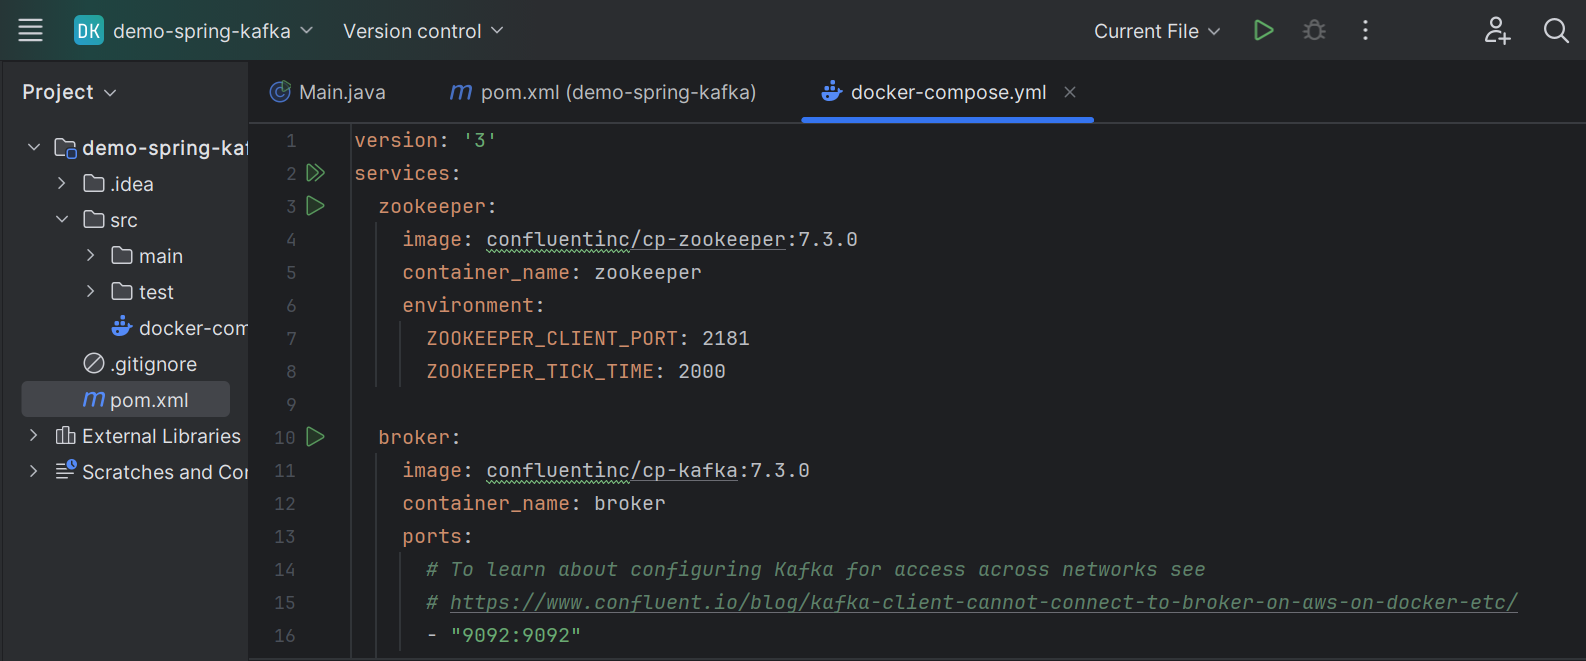 DK demo-spring-kafka Version control Current File
Project
Main.java pom.xml (demo-spring-kafka) docker-compose.yml
demo-spring-kaf
.idea
src
main
test
docker-com
.gitignore
pom.xml
External Libraries
Scratches and Con
1 version: '3'
2 services:
3 zookeeper:
4 image: confluentinc/cp-zookeeper:7.3.0
5 container_name: zookeeper
6 environment:
7 ZOOKEEPER_CLIENT_PORT: 2181
8 ZOOKEEPER_TICK_TIME: 2000
9
10 broker:
11 image: confluentinc/cp-kafka:7.3.0
12 container_name: broker
13 ports:
14 # To learn about configuring Kafka for access across networks see
15 # https://www.confluent.io/blog/kafka-client-cannot-connect-to-broker-on-aws-on-docker-etc/
16 - "9092:9092"